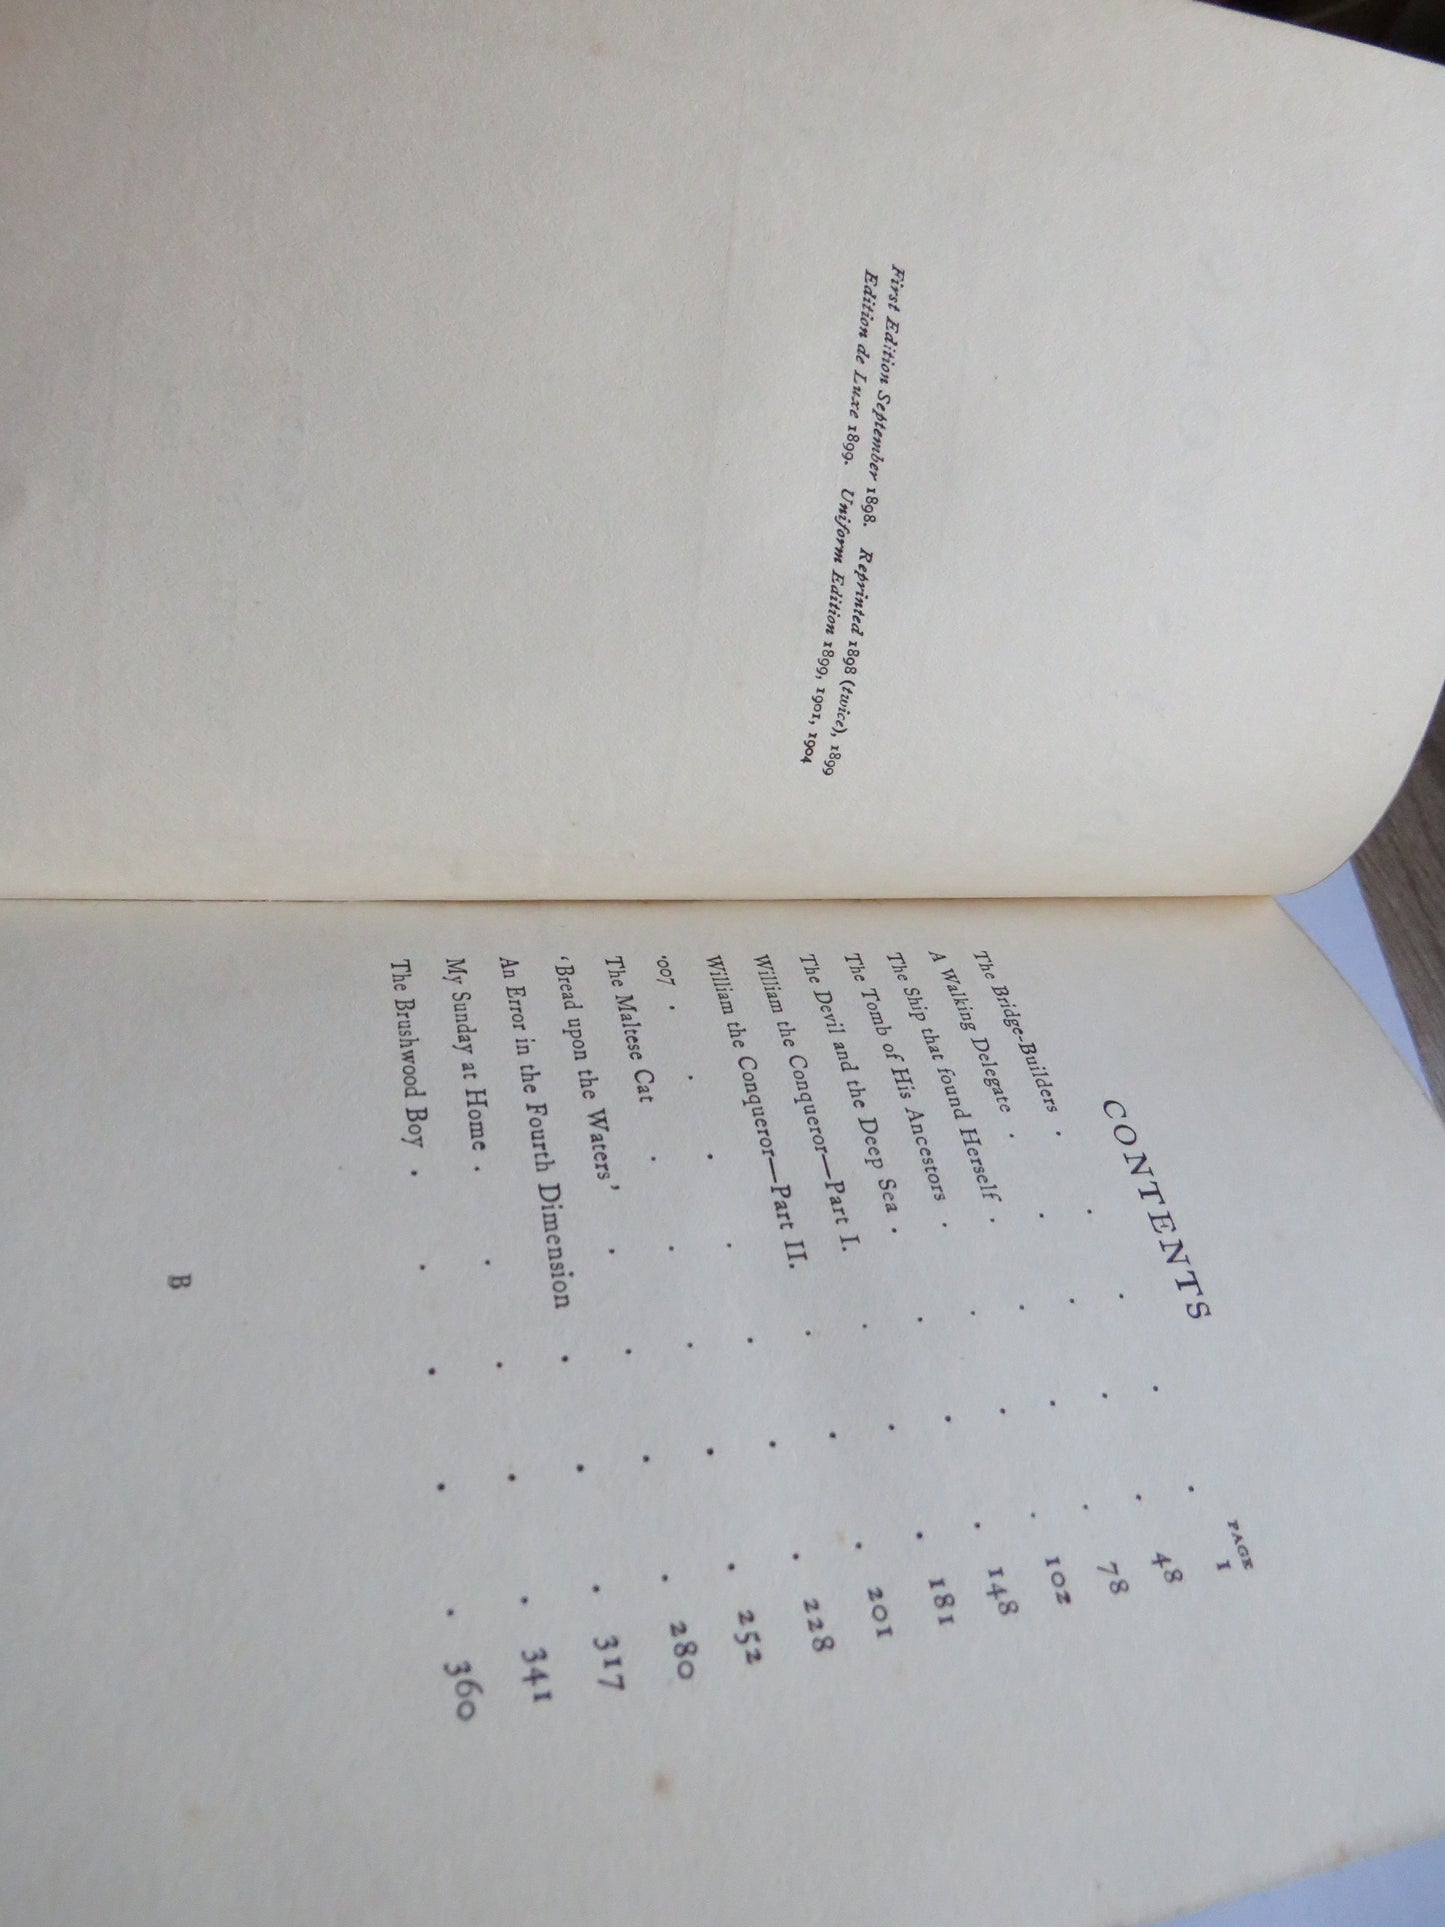 First Edition September 1898. Reprinted 1898 (twice), 1899
Edition de Luxe 1899. Uniform Edition 1899, 1901, 1904
CONTENTS
PAGE
The Bridge-Builders . . . . . 1
A Walking Delegate . . . . . 48
The Ship that found Herself . . . . 78
The Tomb of His Ancestors . . . . 102
The Devil and the Deep Sea . . . . 148
William the Conqueror—Part I. . . . 181
William the Conqueror—Part II. . . . 201
·007 . . . . . . . 228
The Maltese Cat . . . . . 252
'Bread upon the Waters' . . . . 280
An Error in the Fourth Dimension . . . 317
My Sunday at Home . . . . . 341
The Brushwood Boy . . . . . 360
B